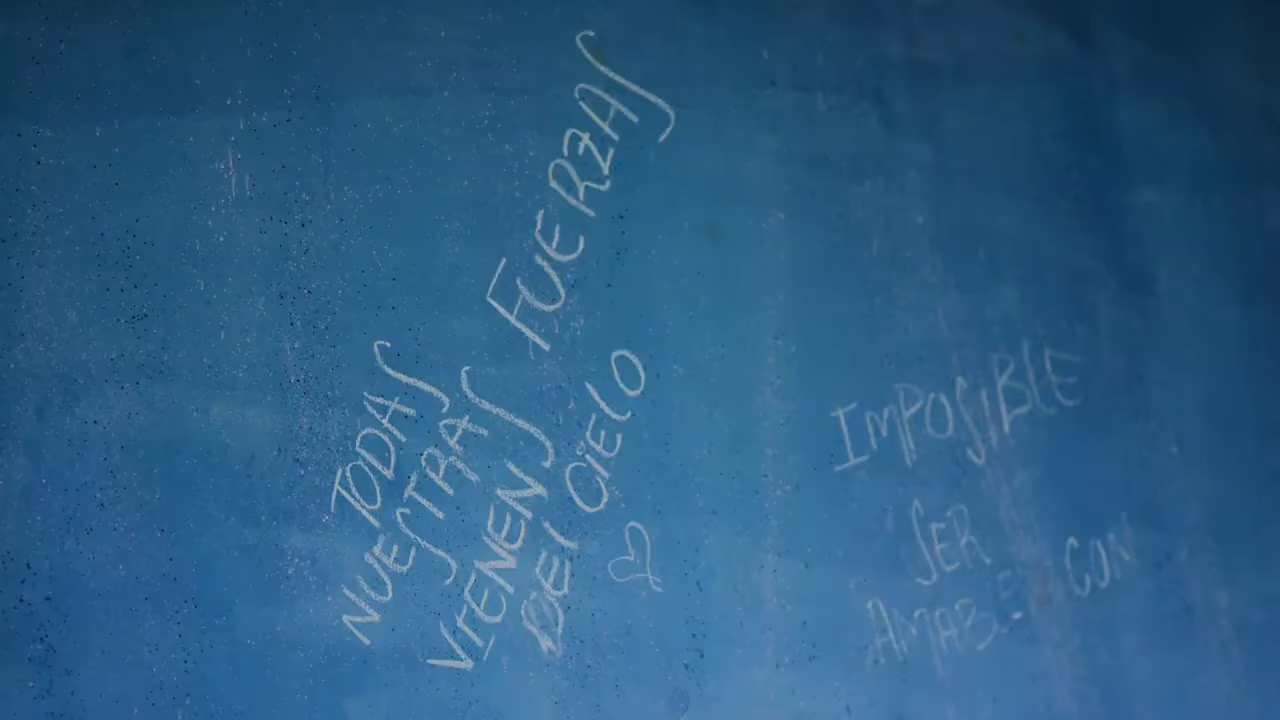 TODAS
NUESTRAS FUERZAS
VIENEN
DEL CIELO
IMPOSIBLE
SER
AMABLE CON